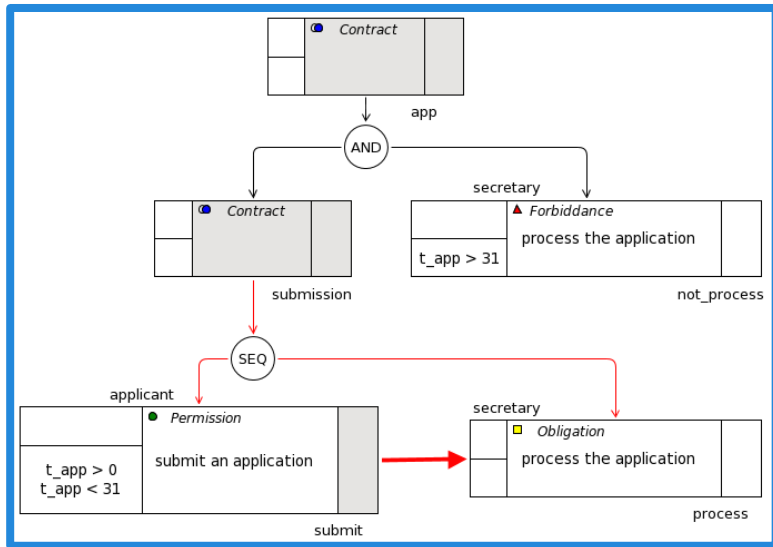 Contract
app
AND
secretary
Contract
Forbiddance
process the application
t_app > 31
submission
not_process
SEQ
applicant
secretary
Permission
Obligation
submit an application
process the application
t_app > 0
t_app < 31
submit
process